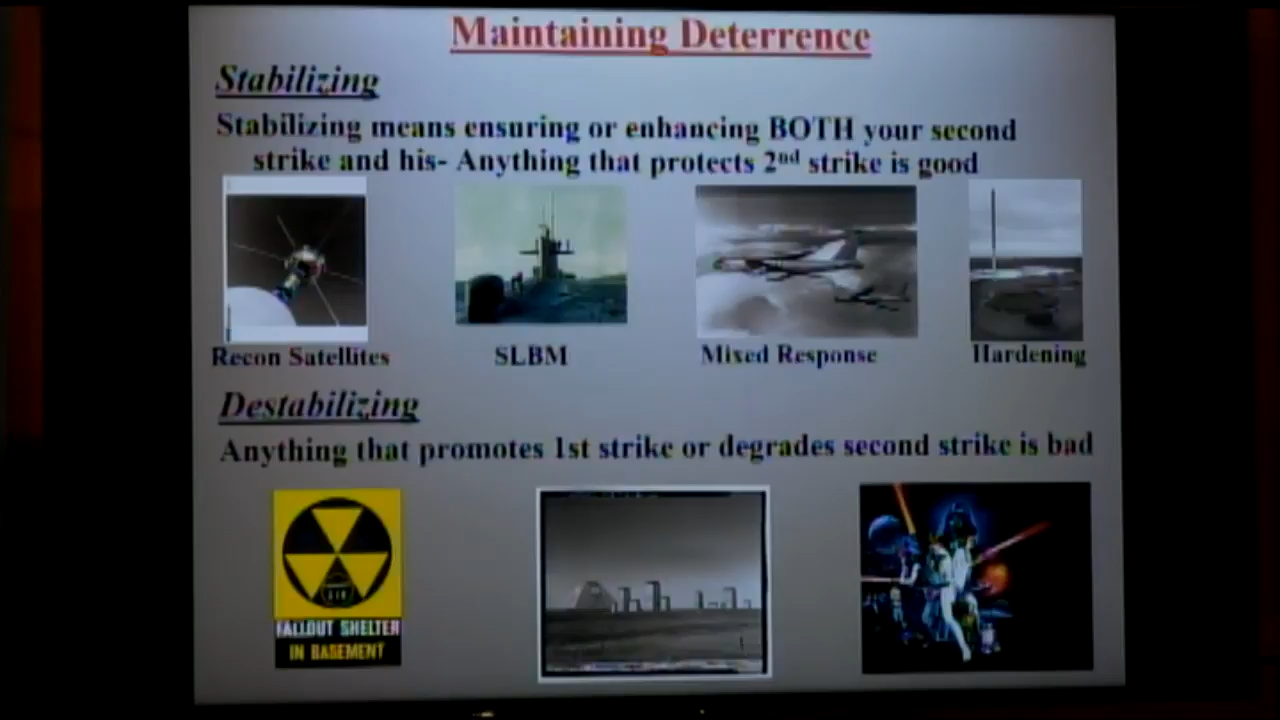 Maintaining Deterrence
Stabilizing
Stabilizing means ensuring or enhancing BOTH your second
strike and his- Anything that protects 2nd strike is good
Recon Satellites
SLBM
Mixed Response
Hardening
Destabilizing
Anything that promotes 1st strike or degrades second strike is bad
FALLOUT SHELTER
IN BASEMENT